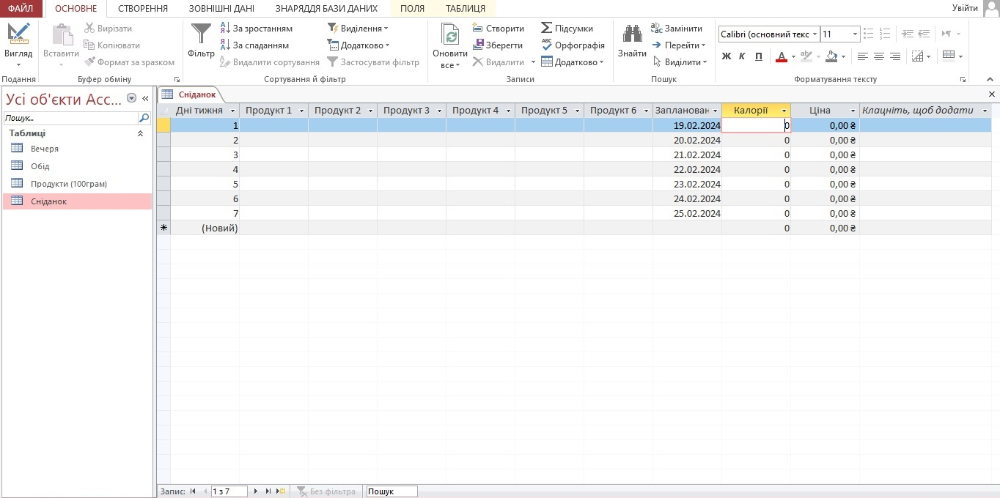 ФАЙЛ ОСНОВНЕ СТВОРЕННЯ ЗОВНІШНІ ДАНІ ЗНАРЯДДЯ БАЗИ ДАНИХ ПОЛЯ ТАБЛИЦЯ Увійти
Вигляд
Подання
Вставити
Вирізати
Копіювати
Формат за зразком
Буфер обміну
Фільтр
За зростанням
За спаданням
Видалити сортування
Виділення
Додатково
Застосувати фільтр
Сортування й фільтр
Оновити
все
Створити
Зберегти
Видалити
Підсумки
Орфографія
Додатково
Записи
Знайти
Замінити
Перейти
Виділити
Пошук
Calibri (основний текс 11
Ж К П А
Форматування тексту
Усі об'єкти Acc...
Пошук...
Таблиці
Вечеря
Обід
Продукти (100грам)
Сніданок
Сніданок
Дні тижня Продукт 1 Продукт 2 Продукт 3 Продукт 4 Продукт 5 Продукт 6 Запланован Калорії Ціна Клацніть, щоб додати
1 19.02.2024 0 0,00 ₴
2 20.02.2024 0 0,00 ₴
3 21.02.2024 0 0,00 ₴
4 22.02.2024 0 0,00 ₴
5 23.02.2024 0 0,00 ₴
6 24.02.2024 0 0,00 ₴
7 25.02.2024 0 0,00 ₴
(Новий) 0 0,00 ₴
Запис: 1 з 7 Без фільтра Пошук